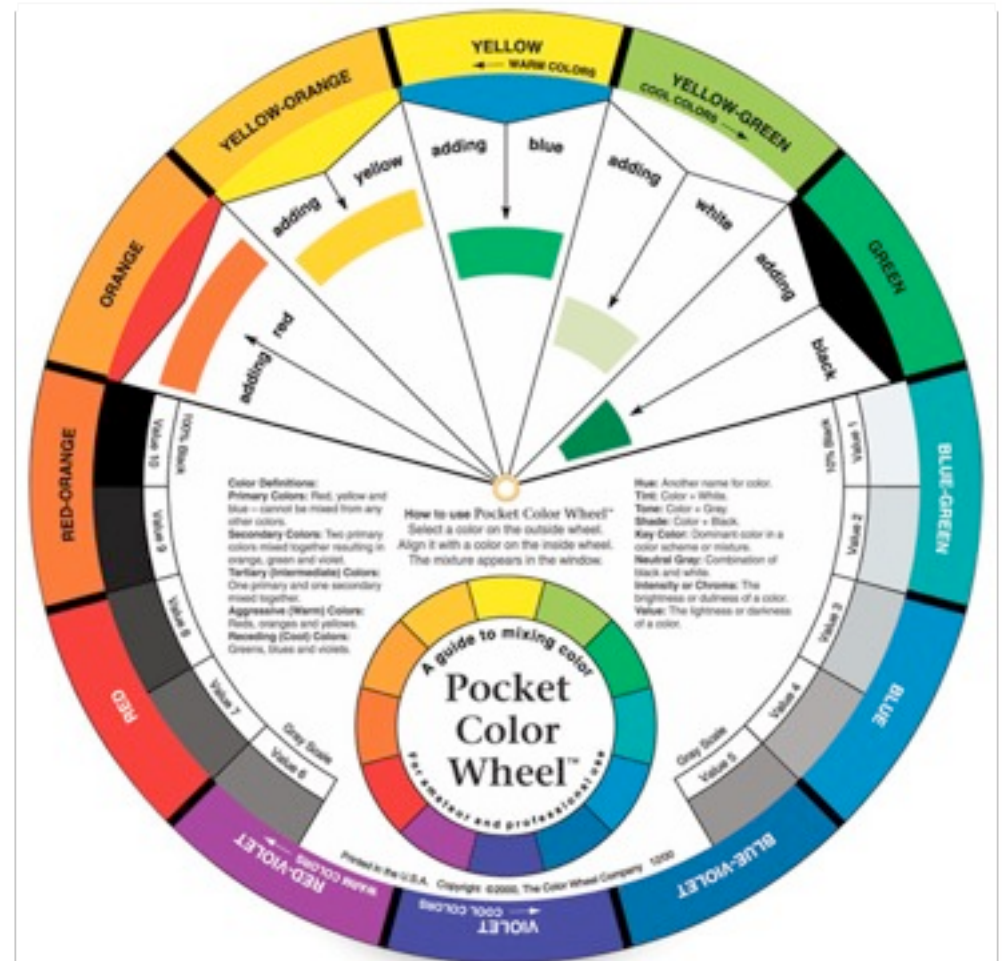 YELLOW
WARM COLORS
YELLOW-GREEN
COOL COLORS
GREEN
BLUE-GREEN
BLUE
BLUE-VIOLET
VIOLET
COOL COLORS
RED-VIOLET
WARM COLORS
RED
RED-ORANGE
ORANGE
YELLOW-ORANGE
adding red
adding yellow
adding blue
adding white
adding black
100% Black
Value 10
Value 9
Value 8
Value 7
Value 6
Gray Scale
10% Black
Value 1
Value 2
Value 3
Value 4
Value 5
Gray Scale
Color Definitions:
Primary Colors: Red, yellow and
blue – cannot be mixed from any
other colors.
Secondary Colors: Two primary
colors mixed together resulting in
orange, green and violet.
Tertiary (Intermediate) Colors:
One primary and one secondary
mixed together.
Aggressive (Warm) Colors:
Reds, oranges and yellows.
Receding (Cool) Colors:
Greens, blues and violets.
How to use Pocket Color Wheel™
Select a color on the outside wheel.
Align it with a color on the inside wheel.
The mixture appears in the window.
Hue: Another name for color.
Tint: Color + White.
Tone: Color + Gray.
Shade: Color + Black.
Key Color: Dominant color in a
color scheme or mixture.
Neutral Gray: Combination of
black and white.
Intensity or Chroma: The
brightness or dullness of a color.
Value: The lightness or darkness
of a color.
A guide to mixing color
Pocket
Color
Wheel™
For amateur and professional use
Printed in the U.S.A. Copyright ©2000, The Color Wheel Company 12/00